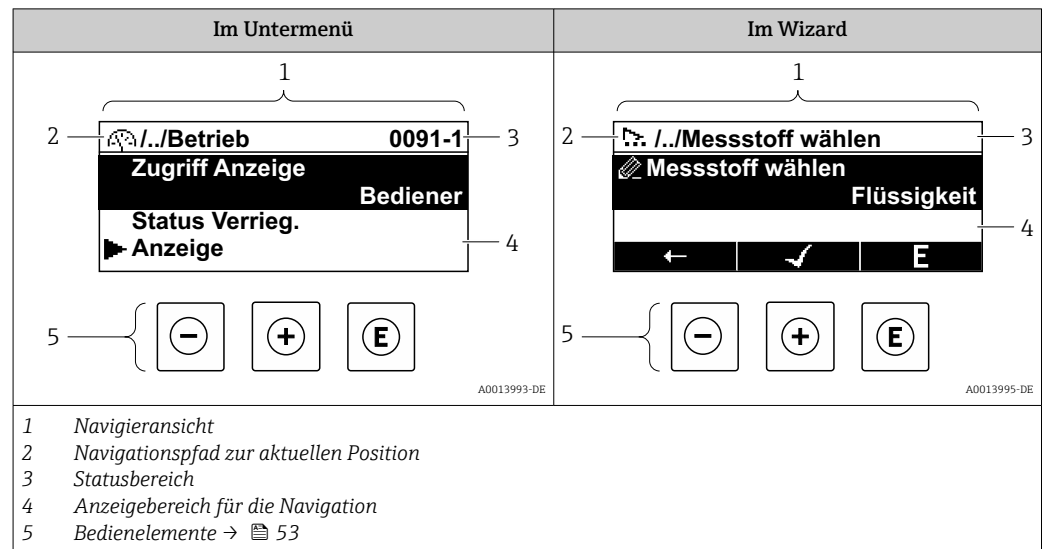 Im Untermenü
Im Wizard
1
2
/../Betrieb 0091-1
3
Zugriff Anzeige
Bediener
Status Verrieg.
Anzeige
4
5
- + E
A0013993-DE
1
2
/../Messstoff wählen
3
Messstoff wählen
Flüssigkeit
4
← ✓ E
5
- + E
A0013995-DE
1 Navigieransicht
2 Navigationspfad zur aktuellen Position
3 Statusbereich
4 Anzeigebereich für die Navigation
5 Bedienelemente → 53